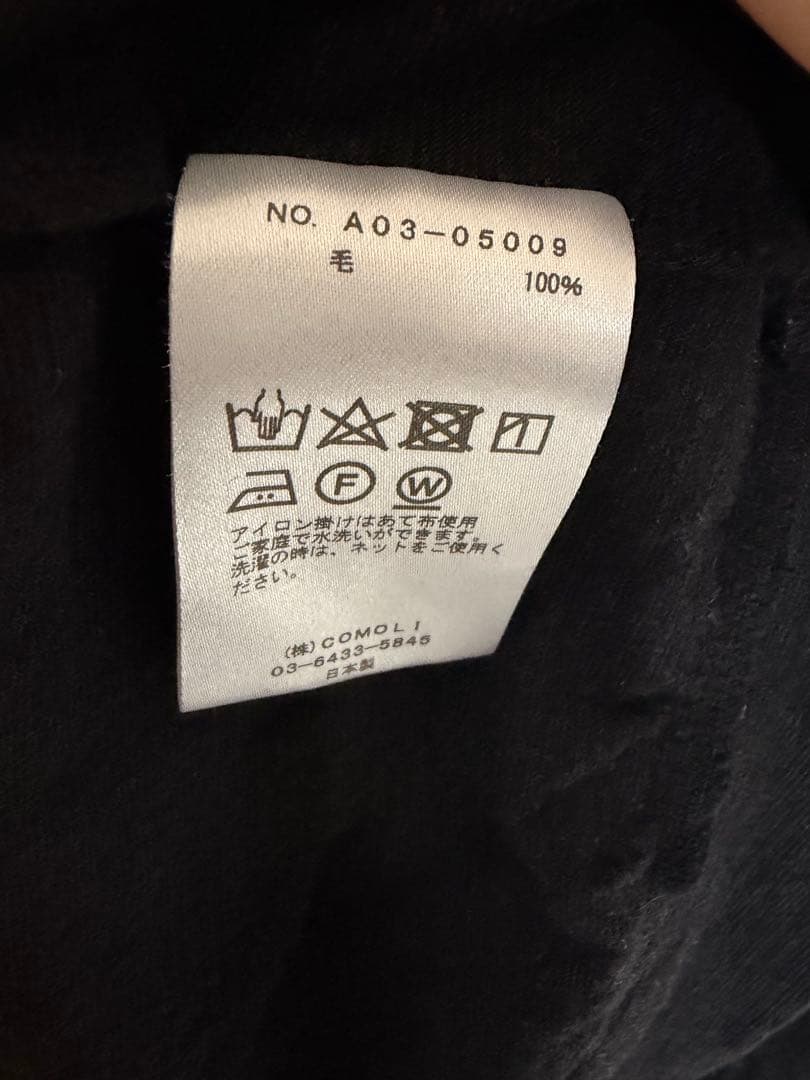 NO. A03-05009
毛 100%
F W
アイロン掛けはあて布使用
ご家庭で水洗いができます。
洗濯の時は、ネットをご使用く
ださい。
(株)COMOLI
03-6433-5845
日本製